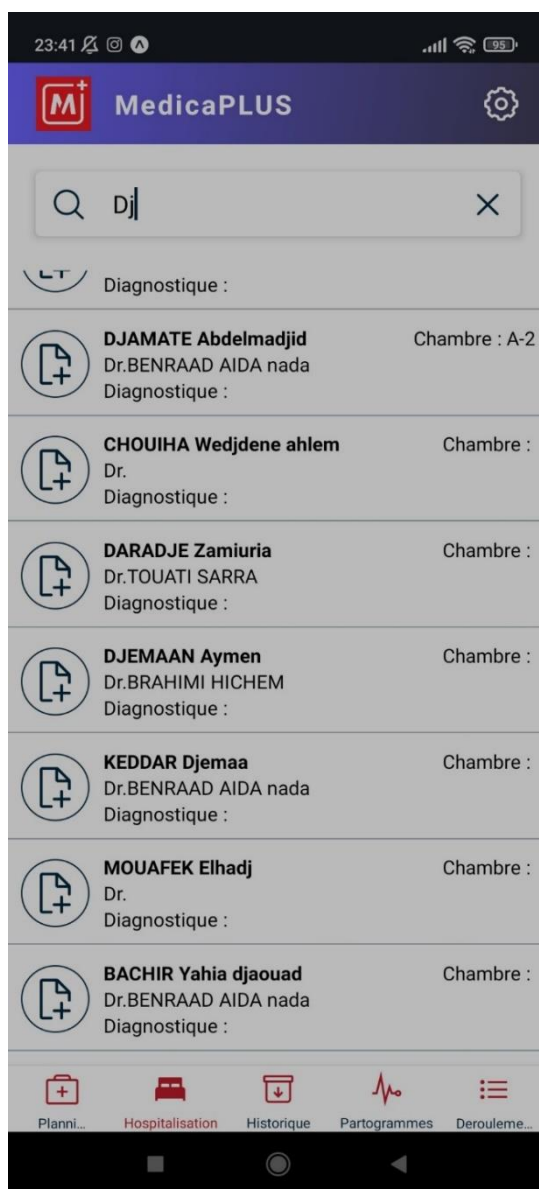 23:41
95
M+
MedicaPLUS
Dj
Diagnostique :
DJAMATE Abdelmadjid Chambre : A-2
Dr.BENRAAD AIDA nada
Diagnostique :
CHOUIHA Wedjdene ahlem Chambre :
Dr.
Diagnostique :
DARADJE Zamiuria Chambre :
Dr.TOUATI SARRA
Diagnostique :
DJEMAAN Aymen Chambre :
Dr.BRAHIMI HICHEM
Diagnostique :
KEDDAR Djemaa Chambre :
Dr.BENRAAD AIDA nada
Diagnostique :
MOUAFEK Elhadj Chambre :
Dr.
Diagnostique :
BACHIR Yahia djaouad Chambre :
Dr.BENRAAD AIDA nada
Diagnostique :
Planni... Hospitalisation Historique Partogrammes Derouleme...